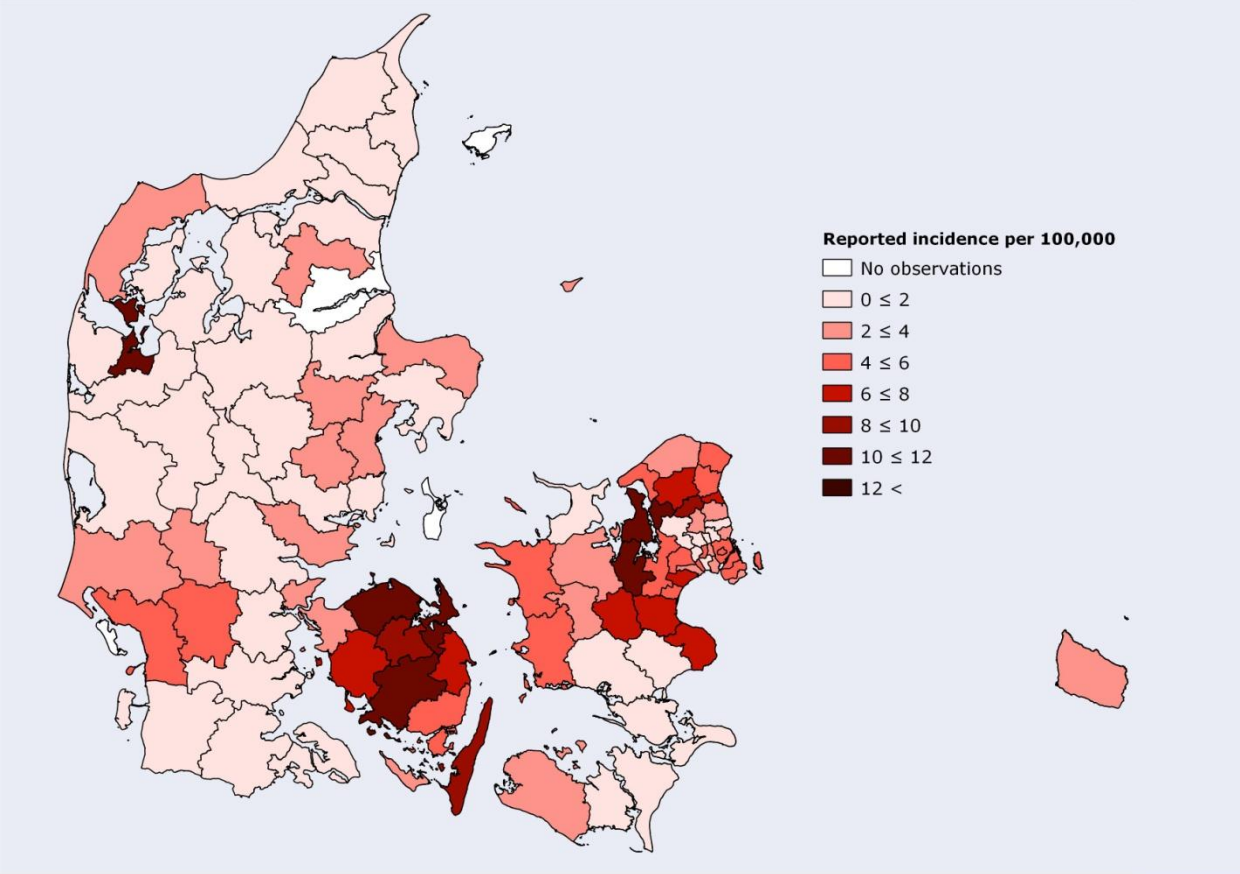 Reported incidence per 100,000
No observations
0 ≤ 2
2 ≤ 4
4 ≤ 6
6 ≤ 8
8 ≤ 10
10 ≤ 12
12 <